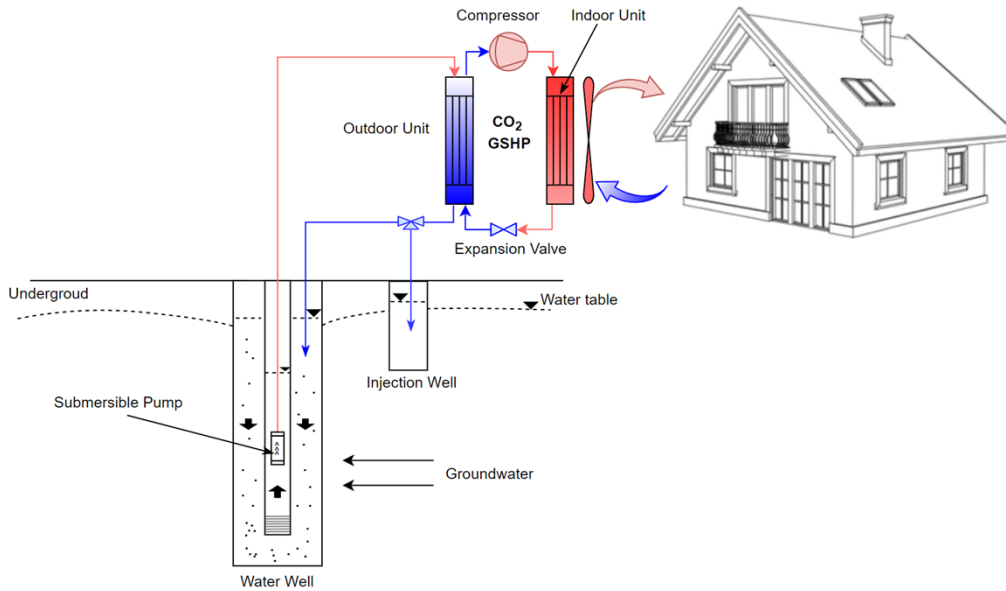 Compressor
Indoor Unit
Outdoor Unit
CO₂
GSHP
Expansion Valve
Undergroud
Water table
Injection Well
Submersible Pump
Groundwater
Water Well